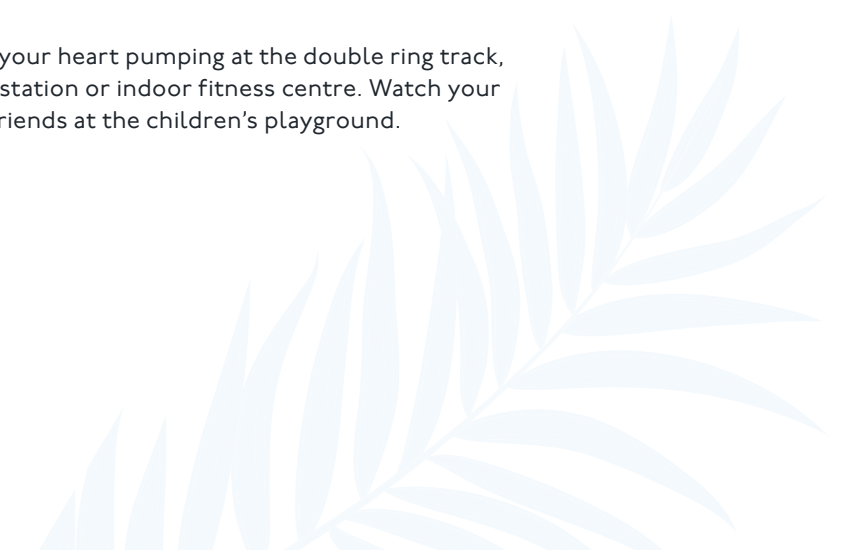 your heart pumping at the double ring track,
station or indoor fitness centre. Watch your
riends at the children’s playground.